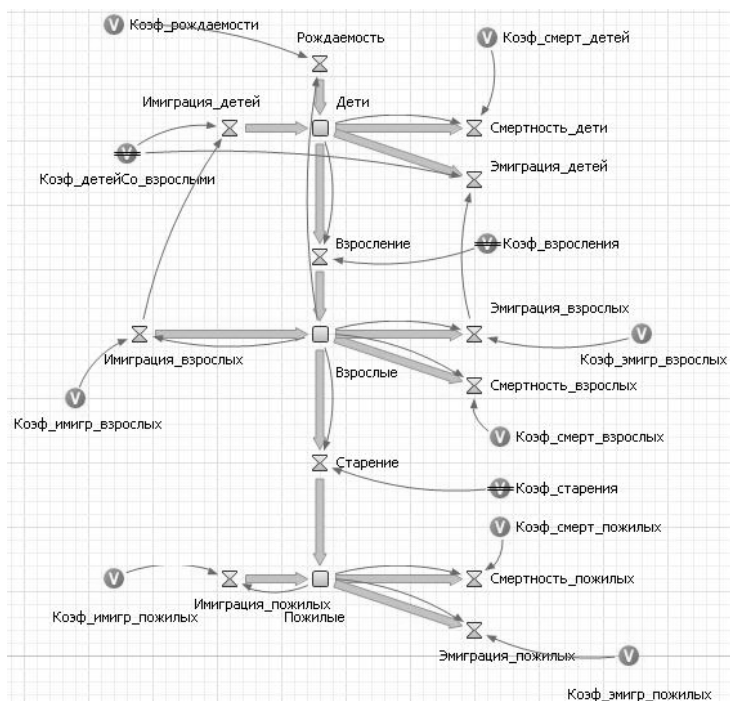 Коэф_рождаемости
Рождаемость
Коэф_смерт_детей
Имиграция_детей
Дети
Смертность_дети
Эмиграция_детей
Коэф_детейСо_взрослыми
Взросление
Коэф_взросления
Эмиграция_взрослых
Имиграция_взрослых
Коэф_эмигр_взрослых
Взрослые
Смертность_взрослых
Коэф_имигр_взрослых
Коэф_смерт_взрослых
Старение
Коэф_старения
Коэф_смерт_пожилых
Смертность_пожилых
Имиграция_пожилых
Коэф_имигр_пожилых
Пожилые
Эмиграция_пожилых
Коэф_эмигр_пожилых